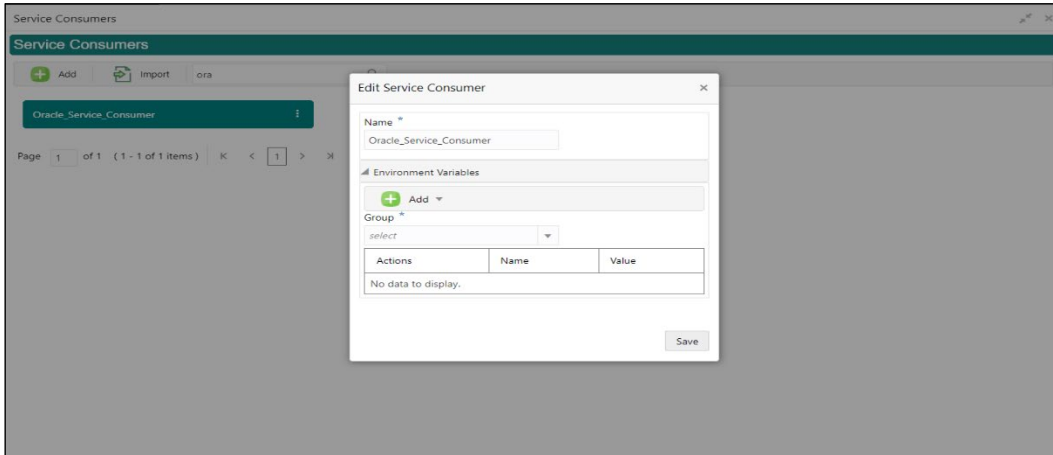 Service Consumers
Service Consumers
Add Import ora
Oracle_Service_Consumer
Page 1 of 1 (1 - 1 of 1 items) K < 1 >
Edit Service Consumer
Name *
Oracle_Service_Consumer
Environment Variables
Add
Group *
select
Actions Name Value
No data to display.
Save